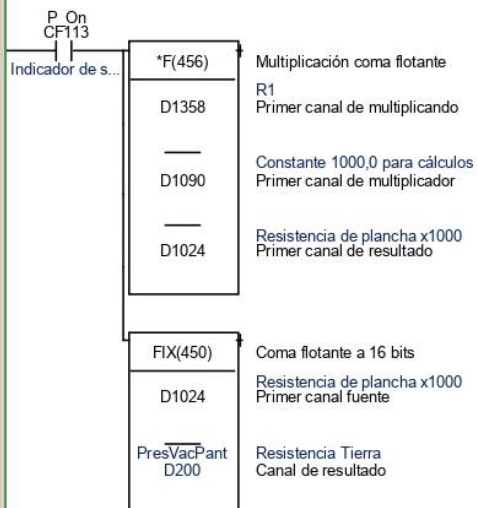 P_On
CF113
Indicador de s...
*F(456)
Multiplicación coma flotante
D1358
R1
Primer canal de multiplicando
D1090
Constante 1000,0 para cálculos
Primer canal de multiplicador
D1024
Resistencia de plancha x1000
Primer canal de resultado
FIX(450)
Coma flotante a 16 bits
D1024
Resistencia de plancha x1000
Primer canal fuente
PresVacPant
D200
Resistencia Tierra
Canal de resultado